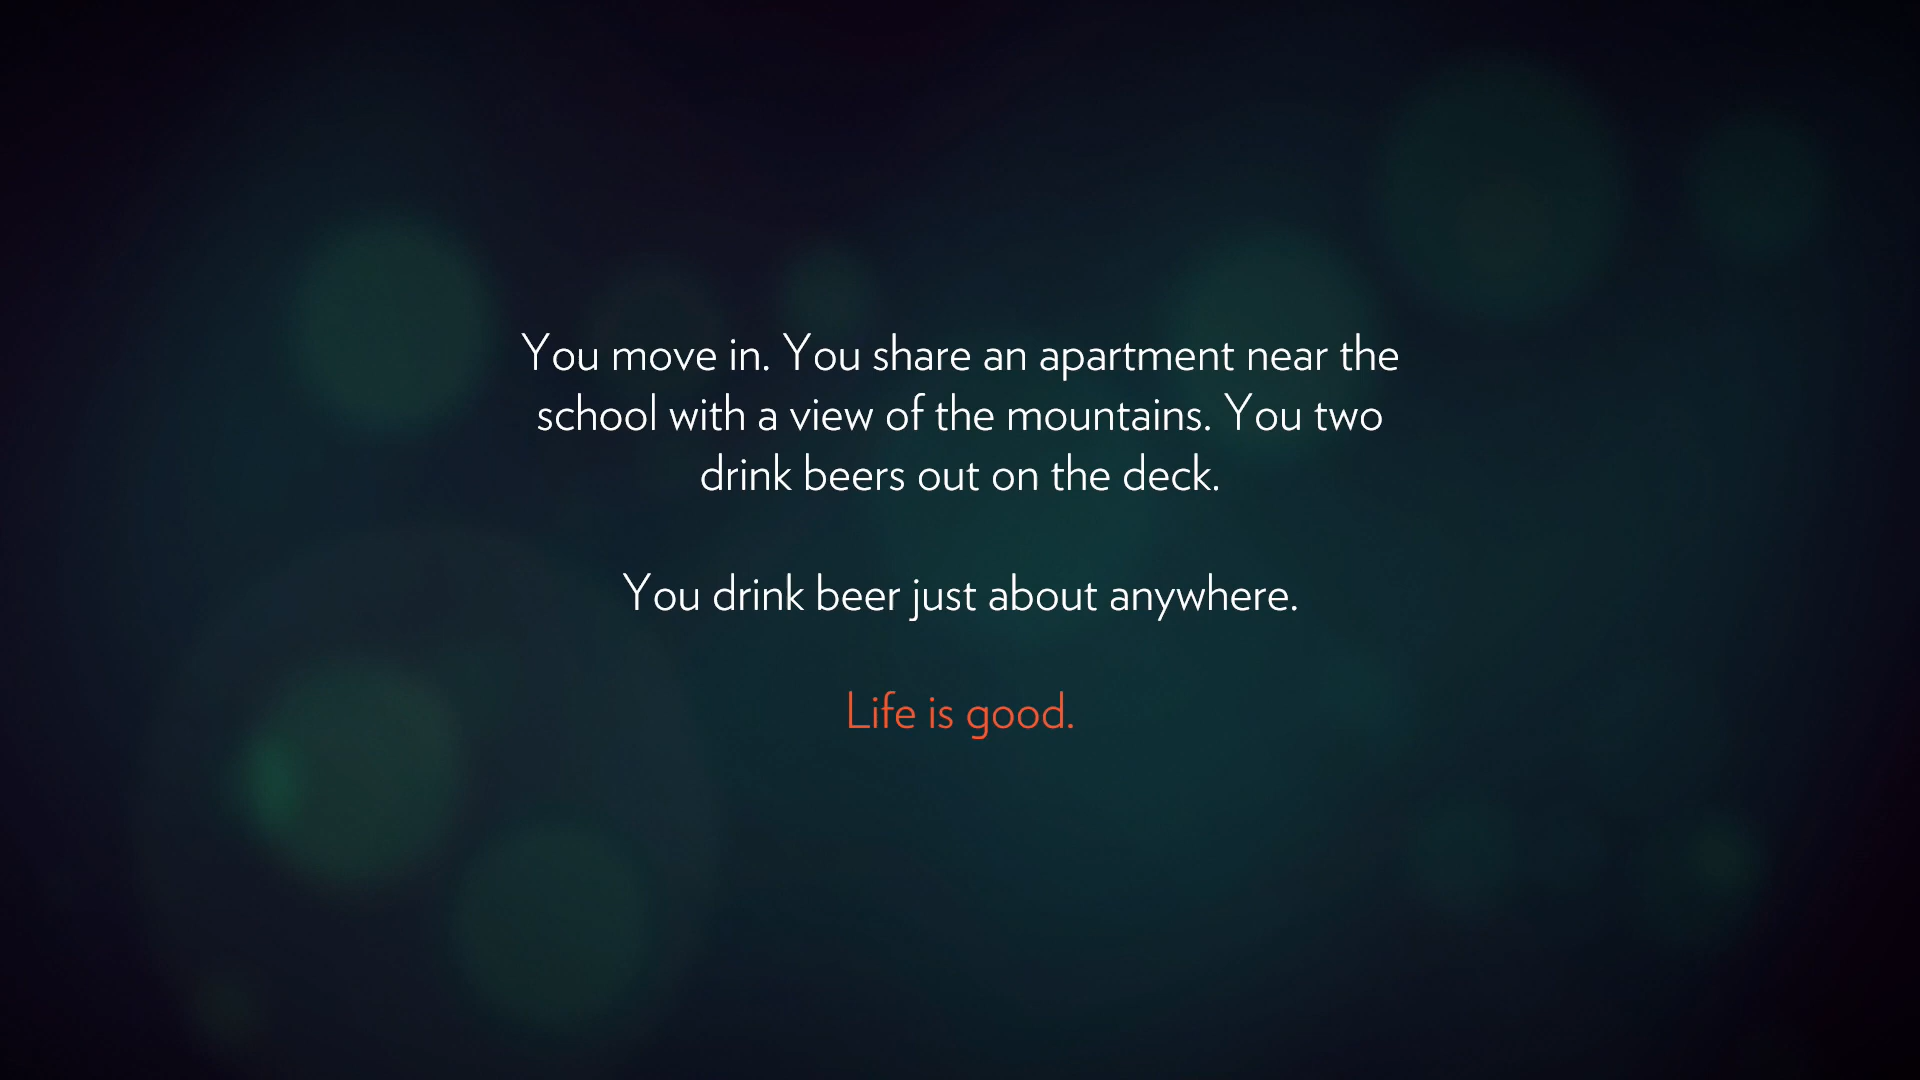 You move in. You share an apartment near the
school with a view of the mountains. You two
drink beers out on the deck.
You drink beer just about anywhere.
Life is good.